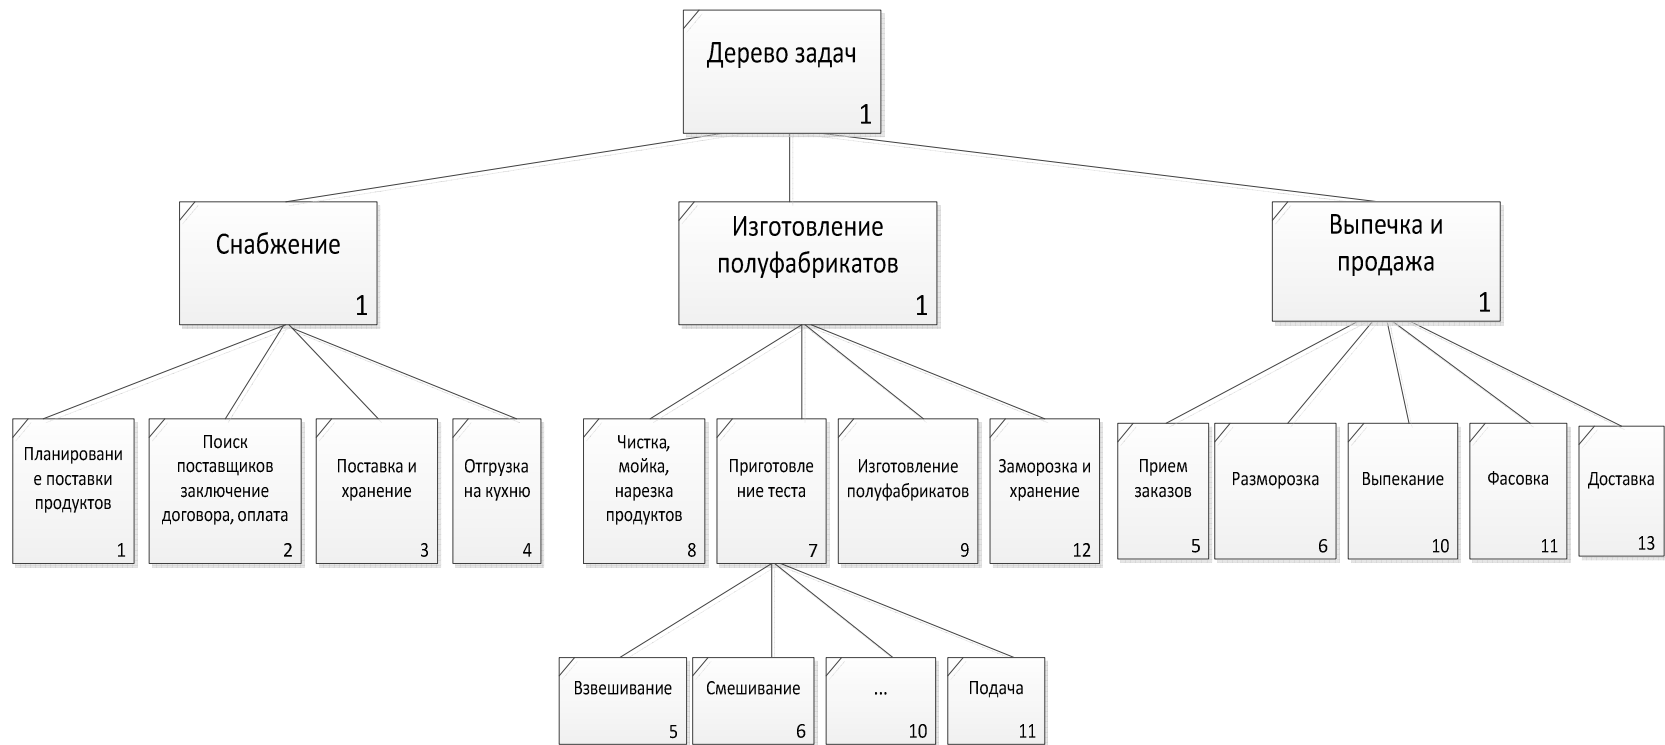 Дерево задач
1
Снабжение
1
Изготовление
полуфабрикатов
1
Выпечка и
продажа
1
Планировани
е поставки
продуктов
1
Поиск
поставщиков
заключение
договора, оплата
2
Поставка и
хранение
3
Отгрузка
на кухню
4
Чистка,
мойка,
нарезка
продуктов
8
Приготовле
ние теста
7
Изготовление
полуфабрикатов
9
Заморозка и
хранение
12
Прием
заказов
5
Разморозка
6
Выпекание
10
Фасовка
11
Доставка
13
Взвешивание
5
Смешивание
6
...
10
Подача
11